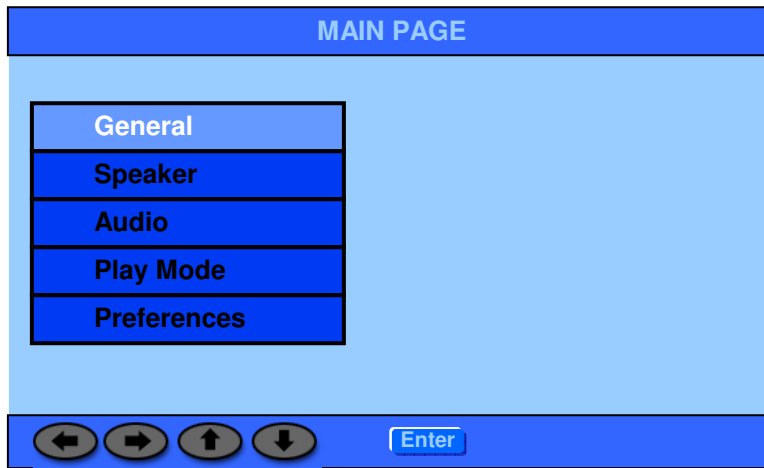 MAIN PAGE
General
Speaker
Audio
Play Mode
Preferences
Enter